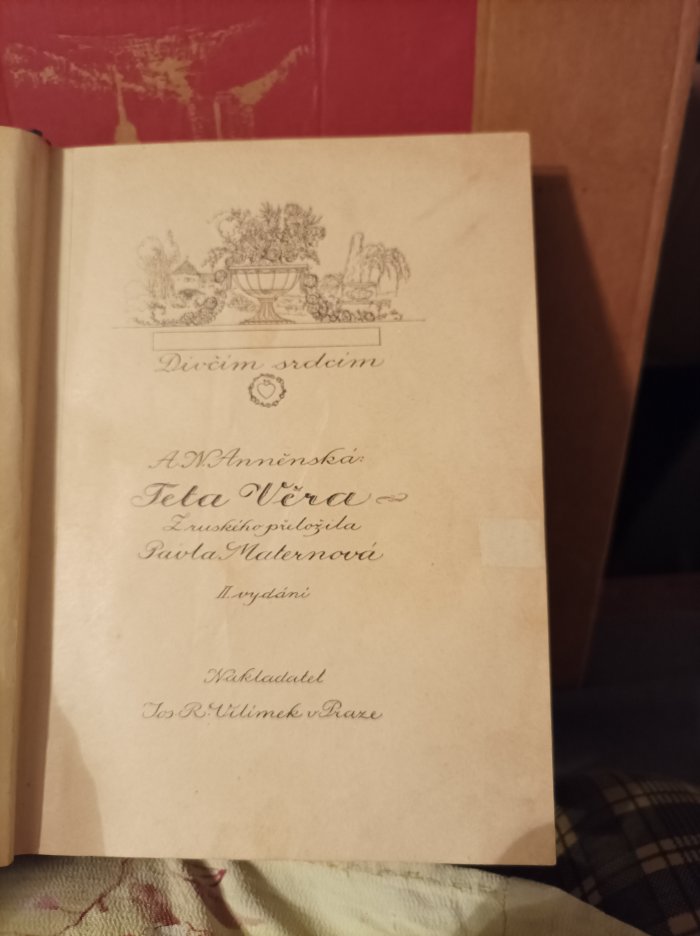 Dívčím srdcím
A. N. Anněnská:
Teta Věra
Z ruského přeložila
Pavla Maternová
II. vydání
Nakladatel
Jos. R. Vilímek v Praze